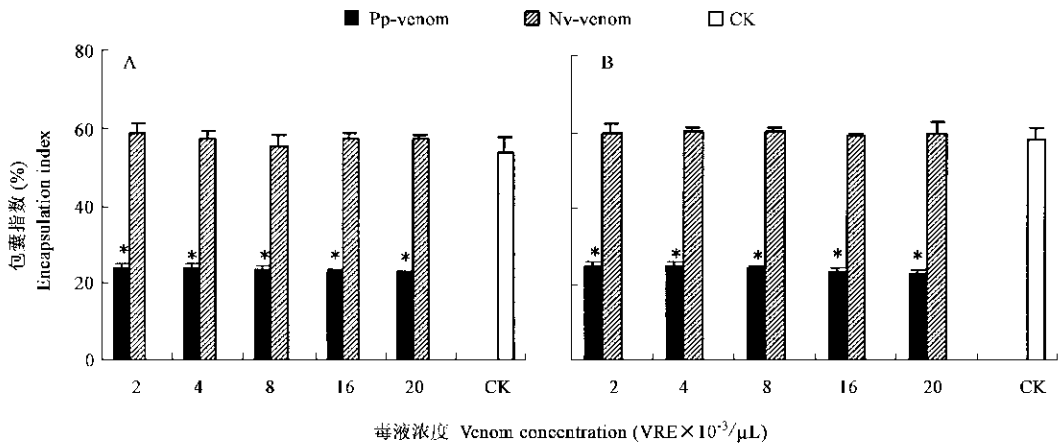 Pp-venom Nv-venom CK
A B
80
60
40
20
0
包囊指数(%)
Encapsulation index
* * * * * * * * * *
2 4 8 16 20 CK 2 4 8 16 20 CK
毒液浓度 Venom concentration (VRE×10⁻³/μL)